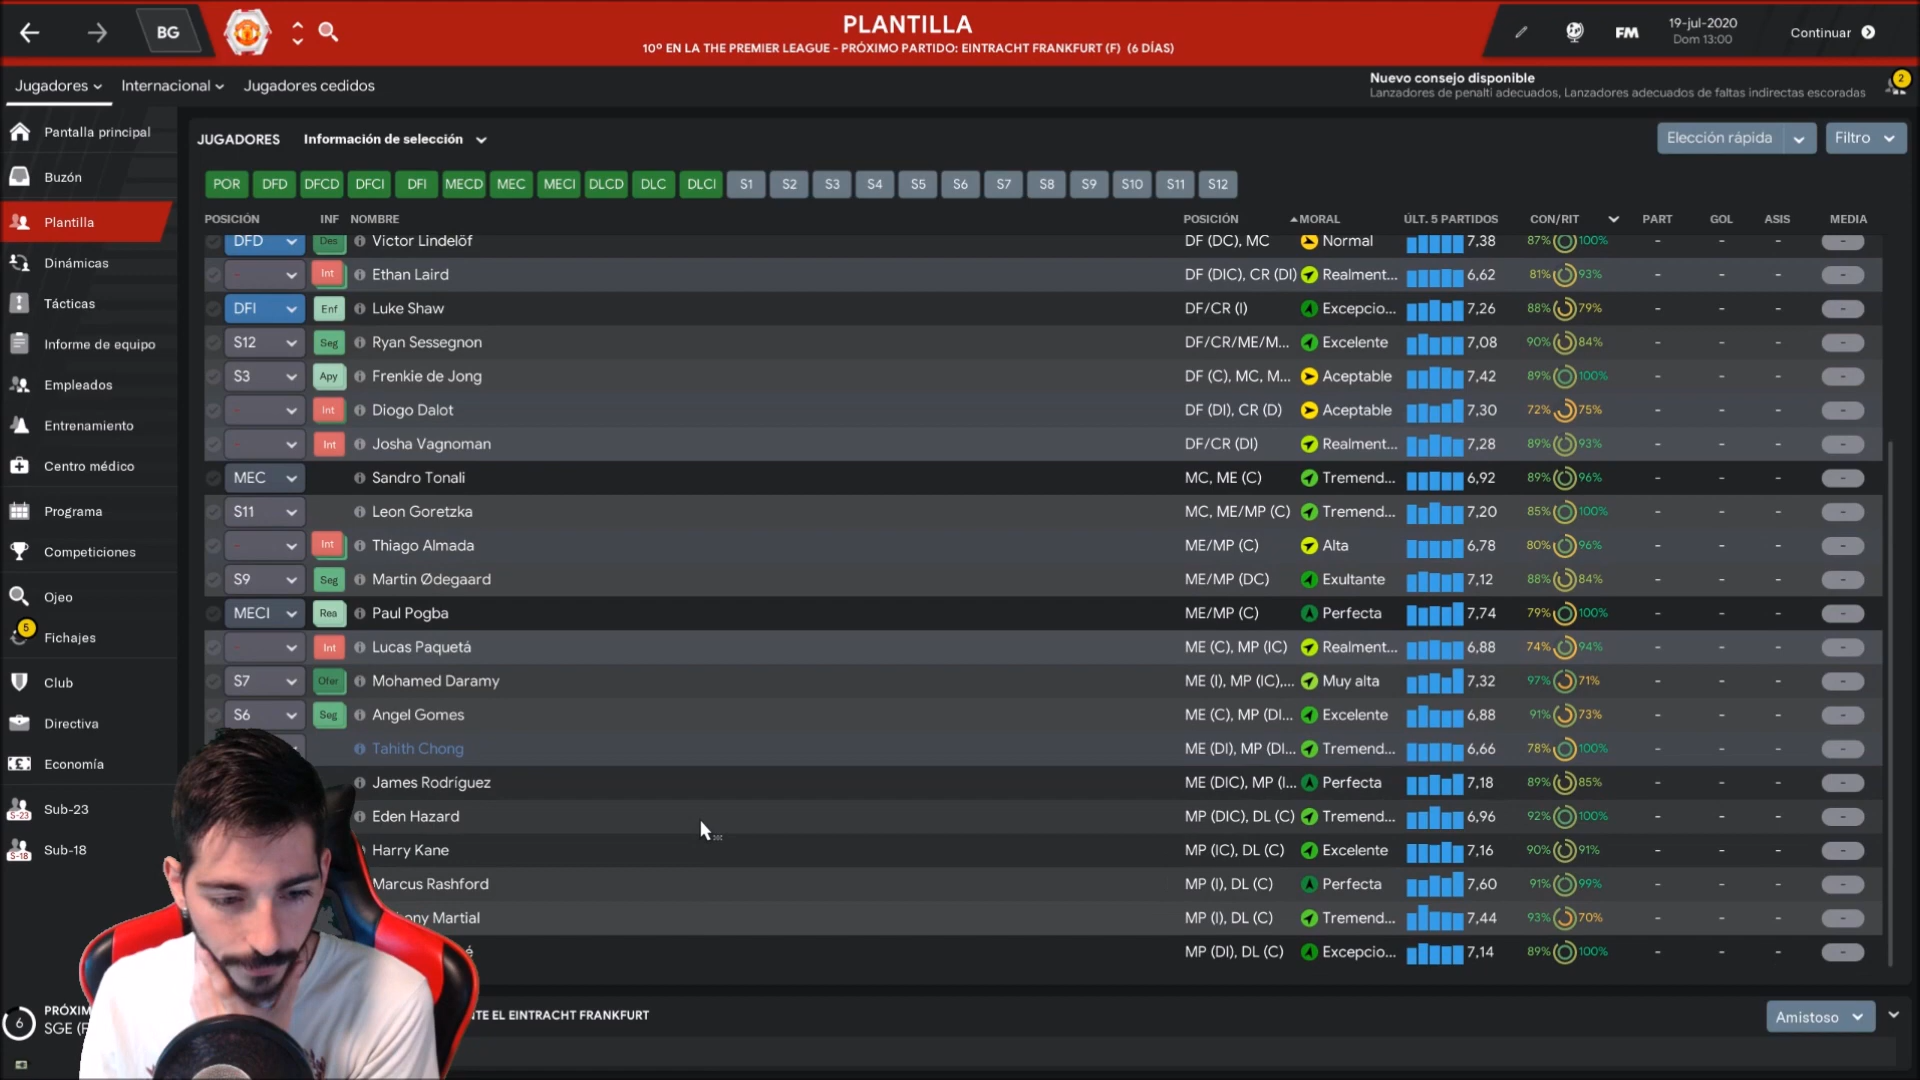 BG
PLANTILLA
10º EN LA THE PREMIER LEAGUE - PRÓXIMO PARTIDO: EINTRACHT FRANKFURT (F) (6 DÍAS)
FM
19-jul-2020
Dom 13:00
Continuar
Jugadores
Internacional
Jugadores cedidos
Nuevo consejo disponible
Lanzadores de penalti adecuados, Lanzadores adecuados de faltas indirectas escoradas
2
Pantalla principal
Buzón
Plantilla
Dinámicas
Tácticas
Informe de equipo
Empleados
Entrenamiento
Centro médico
Programa
Competiciones
Ojeo
5
Fichajes
Club
Directiva
Economía
S-23
Sub-23
S-18
Sub-18
JUGADORES
Información de selección
Elección rápida
Filtro
POR DFD DFCD DFCI DFI MECD MEC MECI DLCD DLC DLCI S1 S2 S3 S4 S5 S6 S7 S8 S9 S10 S11 S12
POSICIÓN INF NOMBRE POSICIÓN MORAL ÚLT. 5 PARTIDOS CON/RIT PART GOL ASIS MEDIA
DFD Des Victor Lindelöf DF (DC), MC Normal 7,38 87% 100% - - - -
- Int Ethan Laird DF (DIC), CR (DI) Realment... 6,62 81% 93% - - - -
DFI Enf Luke Shaw DF/CR (I) Excepcio... 7,26 88% 79% - - - -
S12 Seg Ryan Sessegnon DF/CR/ME/M... Excelente 7,08 90% 84% - - - -
S3 Apy Frenkie de Jong DF (C), MC, M... Aceptable 7,42 89% 100% - - - -
- Int Diogo Dalot DF (DI), CR (D) Aceptable 7,30 72% 75% - - - -
- Int Josha Vagnoman DF/CR (DI) Realment... 7,28 89% 93% - - - -
MEC Sandro Tonali MC, ME (C) Tremend... 6,92 89% 96% - - - -
S11 Leon Goretzka MC, ME/MP (C) Tremend... 7,20 85% 100% - - - -
- Int Thiago Almada ME/MP (C) Alta 6,78 80% 96% - - - -
S9 Seg Martin Ødegaard ME/MP (DC) Exultante 7,12 88% 84% - - - -
MECI Rea Paul Pogba ME/MP (C) Perfecta 7,74 79% 100% - - - -
- Int Lucas Paquetá ME (C), MP (IC) Realment... 6,88 74% 94% - - - -
S7 Ofer Mohamed Daramy ME (I), MP (IC),... Muy alta 7,32 97% 71% - - - -
S6 Seg Angel Gomes ME (C), MP (DI... Excelente 6,88 91% 73% - - - -
Tahith Chong ME (DI), MP (DI... Tremend... 6,66 78% 100% - - - -
James Rodríguez ME (DIC), MP (I... Perfecta 7,18 89% 85% - - - -
Eden Hazard MP (DIC), DL (C) Tremend... 6,96 92% 100% - - - -
Harry Kane MP (IC), DL (C) Excelente 7,16 90% 91% - - - -
Marcus Rashford MP (I), DL (C) Perfecta 7,60 91% 99% - - - -
hony Martial MP (I), DL (C) Tremend... 7,44 93% 70% - - - -
é MP (DI), DL (C) Excepcio... 7,14 89% 100% - - - -
6
PRÓXIM
SGE (F
NTE EL EINTRACHT FRANKFURT
Amistoso